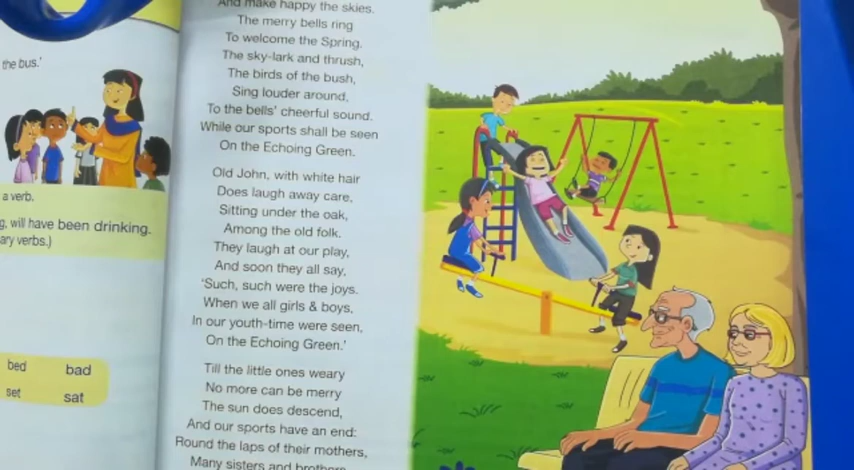 the bus.'
a verb.
g, will have been drinking.
ary verbs.)
bed bad
set sat
And make happy the skies.
The merry bells ring
To welcome the Spring.
The sky-lark and thrush,
The birds of the bush,
Sing louder around,
To the bells' cheerful sound.
While our sports shall be seen
On the Echoing Green.
Old John, with white hair
Does laugh away care,
Sitting under the oak,
Among the old folk.
They laugh at our play,
And soon they all say,
'Such, such were the joys.
When we all girls & boys,
In our youth-time were seen,
On the Echoing Green.'
Till the little ones weary
No more can be merry
The sun does descend,
And our sports have an end:
Round the laps of their mothers,
Many sisters and brothers